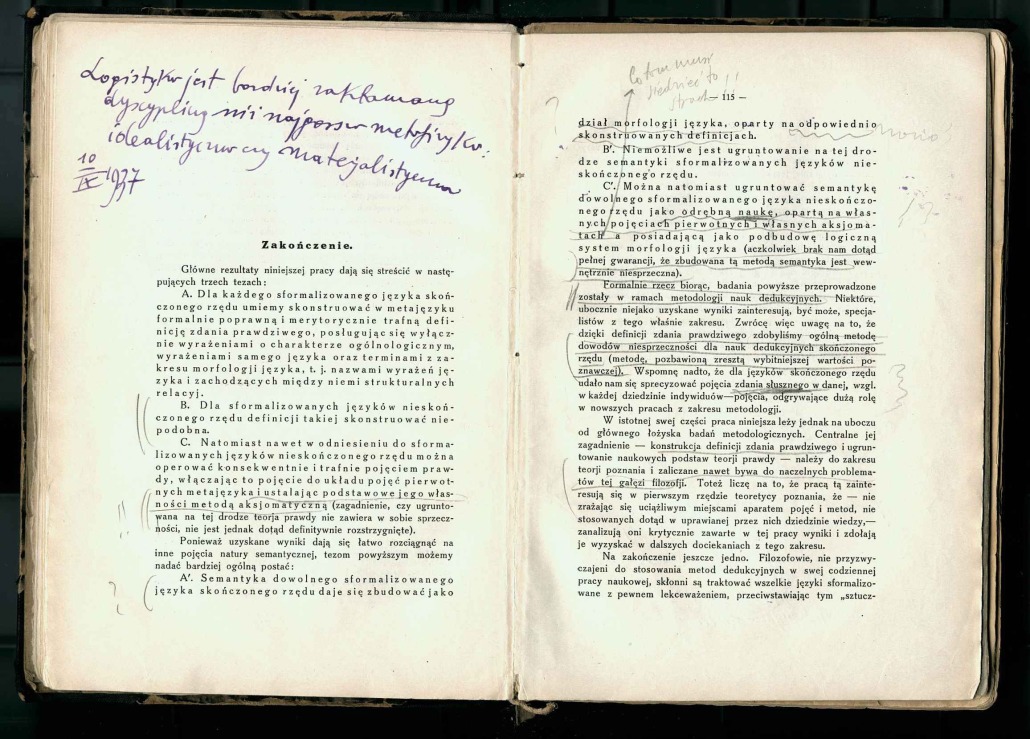 Logistyka jest bardziej zakłamaną
dyscypliną niż najgorsza metafizyka:
idealistyczna czy materjalistyczna
10
IX 1937
Zakończenie.
Główne rezultaty niniejszej pracy dają się streścić w nastę-
pujących trzech tezach:
A. Dla każdego sformalizowanego języka skoń-
czonego rzędu umiemy skonstruować w metajęzyku
formalnie poprawną i merytorycznie trafną defi-
nicję zdania prawdziwego, posługując się wyłącz-
nie wyrażeniami o charakterze ogólnologicznym,
wyrażeniami samego języka oraz terminami z za-
kresu morfologji języka, t. j. nazwami wyrażeń ję-
zyka i zachodzących między niemi strukturalnych
relacyj.
B. Dla sformalizowanych języków nieskoń-
czonego rzędu definicji takiej skonstruować nie-
podobna.
C. Natomiast nawet w odniesieniu do sforma-
lizowanych języków nieskończonego rzędu można
operować konsekwentnie i trafnie pojęciem praw-
dy, włączając to pojęcie do układu pojęć pierwot-
nych metajęzyka i ustalając podstawowe jego włas-
ności metodą aksjomatyczną (zagadnienie, czy ugrunto-
wana na tej drodze teorja prawdy nie zawiera w sobie sprzecz-
ności, nie jest jednak dotąd definitywnie rozstrzygnięte).
Ponieważ uzyskane wyniki dają się łatwo rozciągnąć na
inne pojęcia natury semantycznej, tezom powyższym możemy
nadać bardziej ogólną postać:
A′. Semantyka dowolnego sformalizowanego
języka skończonego rzędu daje się zbudować jako
to
— 115 —
dział morfologji języka, oparty na odpowiednio
skonstruowanych definicjach.
B′. Niemożliwe jest ugruntowanie na tej dro-
dze semantyki sformalizowanych języków nie-
skończonego rzędu.
C′. Można natomiast ugruntować semantykę
dowolnego sformalizowanego języka nieskończo-
nego rzędu jako odrębną naukę, opartą na włas-
nych pojęciach pierwotnych i własnych aksjoma-
tach a posiadającą jako podbudowę logiczną
system morfologji języka (aczkolwiek brak nam dotąd
pełnej gwarancji, że zbudowana tą metodą semantyka jest wew-
nętrznie niesprzeczna).
Formalnie rzecz biorąc, badania powyższe przeprowadzone
zostały w ramach metodologji nauk dedukcyjnych. Niektóre,
ubocznie niejako uzyskane wyniki zainteresują, być może, specja-
listów z tego właśnie zakresu. Zwrócę więc uwagę na to, że
dzięki definicji zdania prawdziwego zdobyliśmy ogólną metodę
dowodów niesprzeczności dla nauk dedukcyjnych skończonego
rzędu (metodę, pozbawioną zresztą wybitniejszej wartości po-
znawczej). Wspomnę nadto, że dla języków skończonego rzędu
udało nam się sprecyzować pojęcia zdania słusznego w danej, wzgl.
w każdej dziedzinie indywiduów—pojęcia, odgrywające dużą rolę
w nowszych pracach z zakresu metodologji.
W istotnej swej części praca niniejsza leży jednak na uboczu
od głównego łożyska badań metodologicznych. Centralne jej
zagadnienie — konstrukcja definicji zdania prawdziwego i ugrun-
towanie naukowych podstaw teorji prawdy — należy do zakresu
teorji poznania i zaliczane nawet bywa do naczelnych problema-
tów tej gałęzi filozofji. Toteż liczę na to, że pracą tą zainte-
resują się w pierwszym rzędzie teoretycy poznania, że — nie
zrażając się uciążliwym miejscami aparatem pojęć i metod, nie
stosowanych dotąd w uprawianej przez nich dziedzinie wiedzy,—
zanalizują oni krytycznie zawarte w tej pracy wyniki i zdołają
je wyzyskać w dalszych dociekaniach z tego zakresu.
Na zakończenie jeszcze jedno. Filozofowie, nie przyzwy-
czajeni do stosowania metod dedukcyjnych w swej codziennej
pracy naukowej, skłonni są traktować wszelkie języki sformalizo-
wane z pewnem lekceważeniem, przeciwstawiając tym „sztucz-